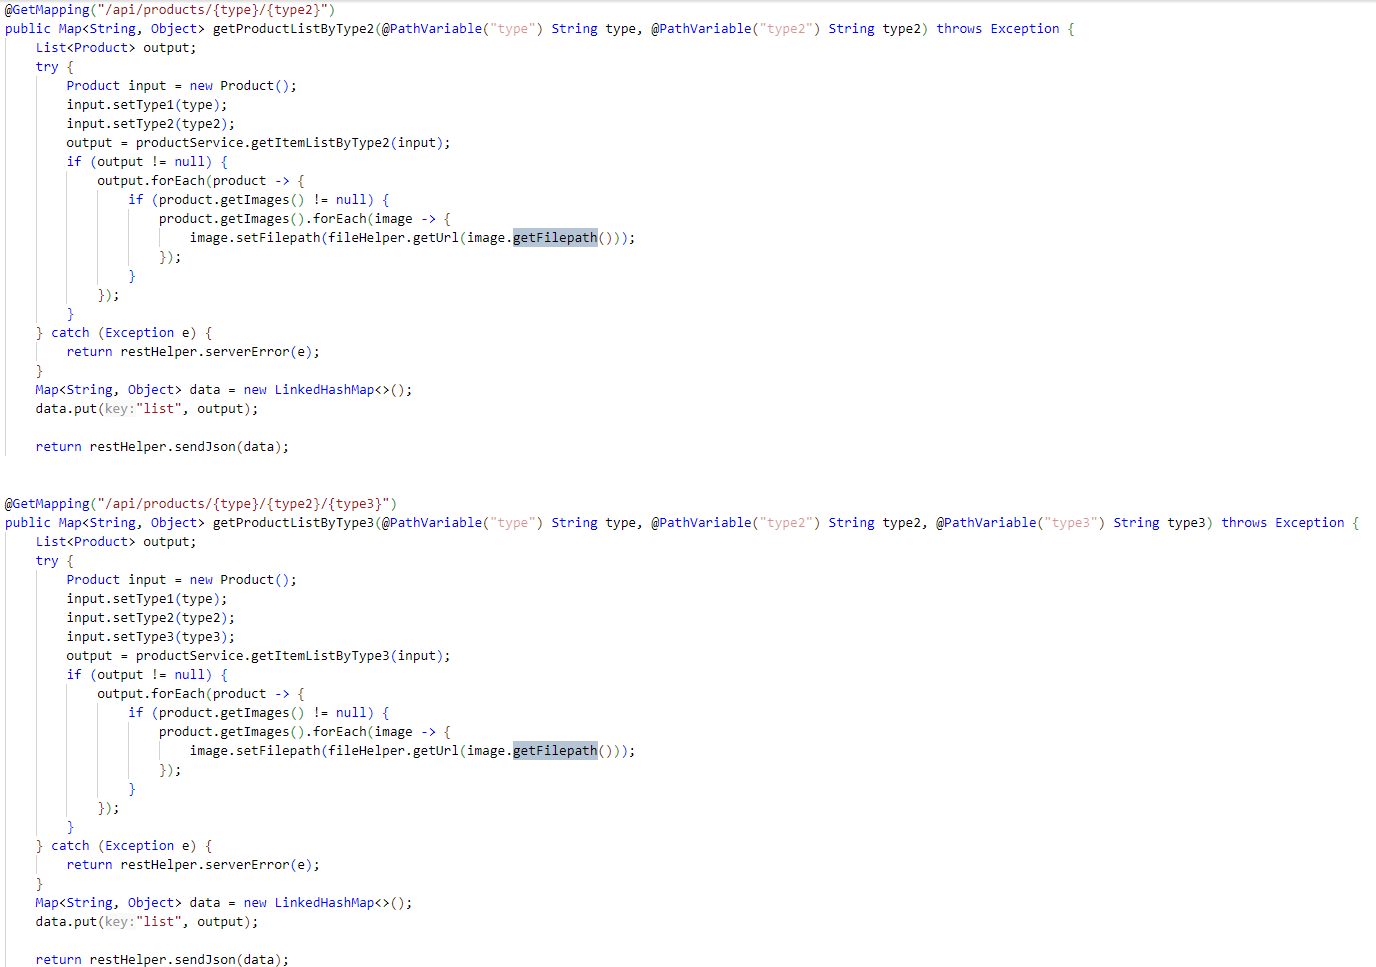 @GetMapping("/api/products/{type}/{type2}")
public Map<String, Object> getProductListByType2(@PathVariable("type") String type, @PathVariable("type2") String type2) throws Exception {
    List<Product> output;
    try {
        Product input = new Product();
        input.setType1(type);
        input.setType2(type2);
        output = productService.getItemListByType2(input);
        if (output != null) {
            output.forEach(product -> {
                if (product.getImages() != null) {
                    product.getImages().forEach(image -> {
                        image.setFilepath(fileHelper.getUrl(image.getFilepath()));
                    });
                }
            });
        }
    } catch (Exception e) {
        return restHelper.serverError(e);
    }
    Map<String, Object> data = new LinkedHashMap<>();
    data.put(key:"list", output);

    return restHelper.sendJson(data);


@GetMapping("/api/products/{type}/{type2}/{type3}")
public Map<String, Object> getProductListByType3(@PathVariable("type") String type, @PathVariable("type2") String type2, @PathVariable("type3") String type3) throws Exception {
    List<Product> output;
    try {
        Product input = new Product();
        input.setType1(type);
        input.setType2(type2);
        input.setType3(type3);
        output = productService.getItemListByType3(input);
        if (output != null) {
            output.forEach(product -> {
                if (product.getImages() != null) {
                    product.getImages().forEach(image -> {
                        image.setFilepath(fileHelper.getUrl(image.getFilepath()));
                    });
                }
            });
        }
    } catch (Exception e) {
        return restHelper.serverError(e);
    }
    Map<String, Object> data = new LinkedHashMap<>();
    data.put(key:"list", output);

    return restHelper.sendJson(data);